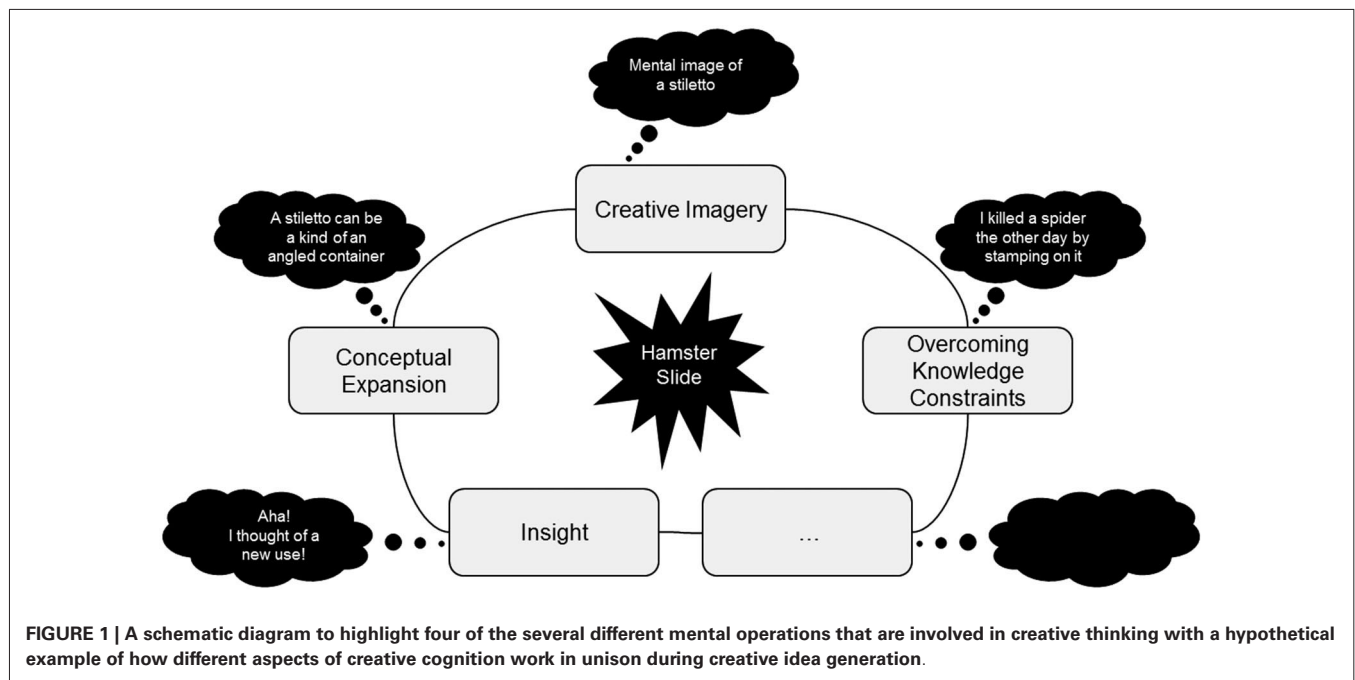 Mental image of
a stiletto
Creative Imagery
A stiletto can be
a kind of an
angled container
I killed a spider
the other day by
stamping on it
Conceptual
Expansion
Hamster
Slide
Overcoming
Knowledge
Constraints
Aha!
I thought of a
new use!
Insight
...
FIGURE 1 | A schematic diagram to highlight four of the several different mental operations that are involved in creative thinking with a hypothetical
example of how different aspects of creative cognition work in unison during creative idea generation.